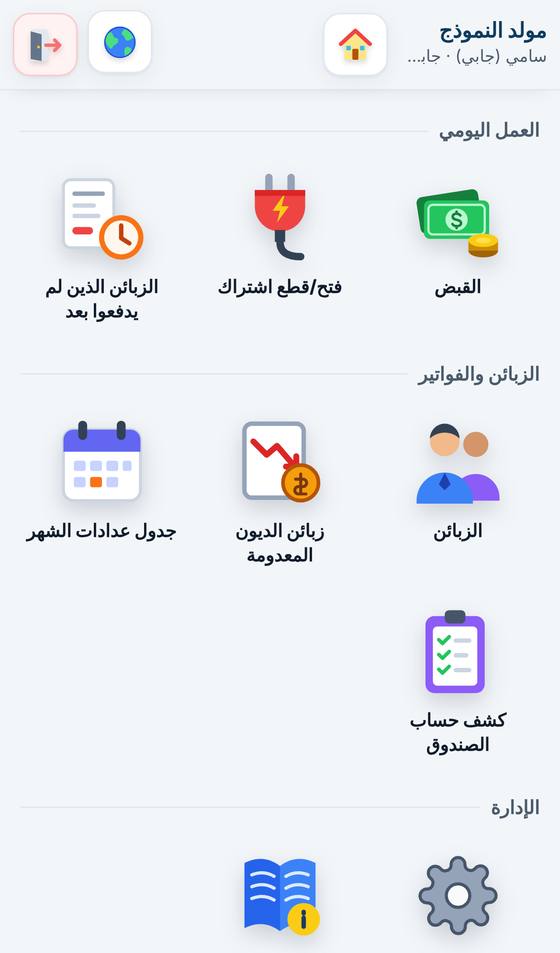 مولد النموذج
سامي (جابي) · جاب...
العمل اليومي
القبض
فتح/قطع اشتراك
الزبائن الذين لم
يدفعوا بعد
الزبائن والفواتير
الزبائن
زبائن الديون
المعدومة
جدول عدادات الشهر
كشف حساب
الصندوق
الإدارة